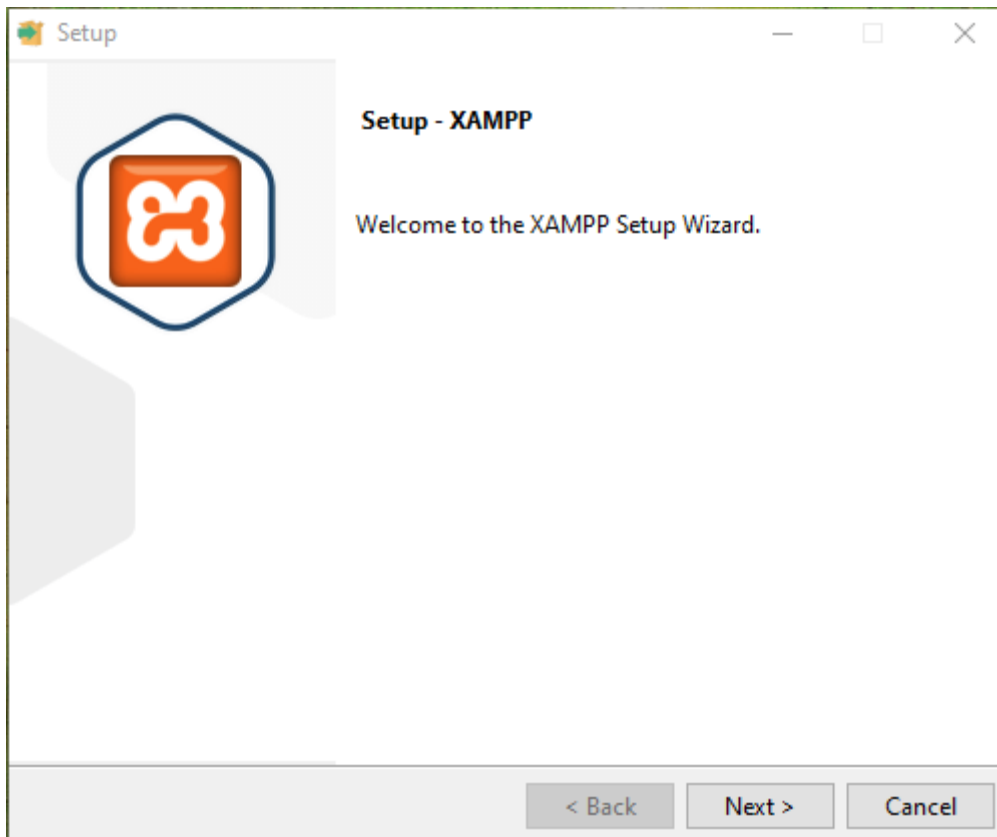 Setup
Setup - XAMPP
Welcome to the XAMPP Setup Wizard.
< Back
Next >
Cancel